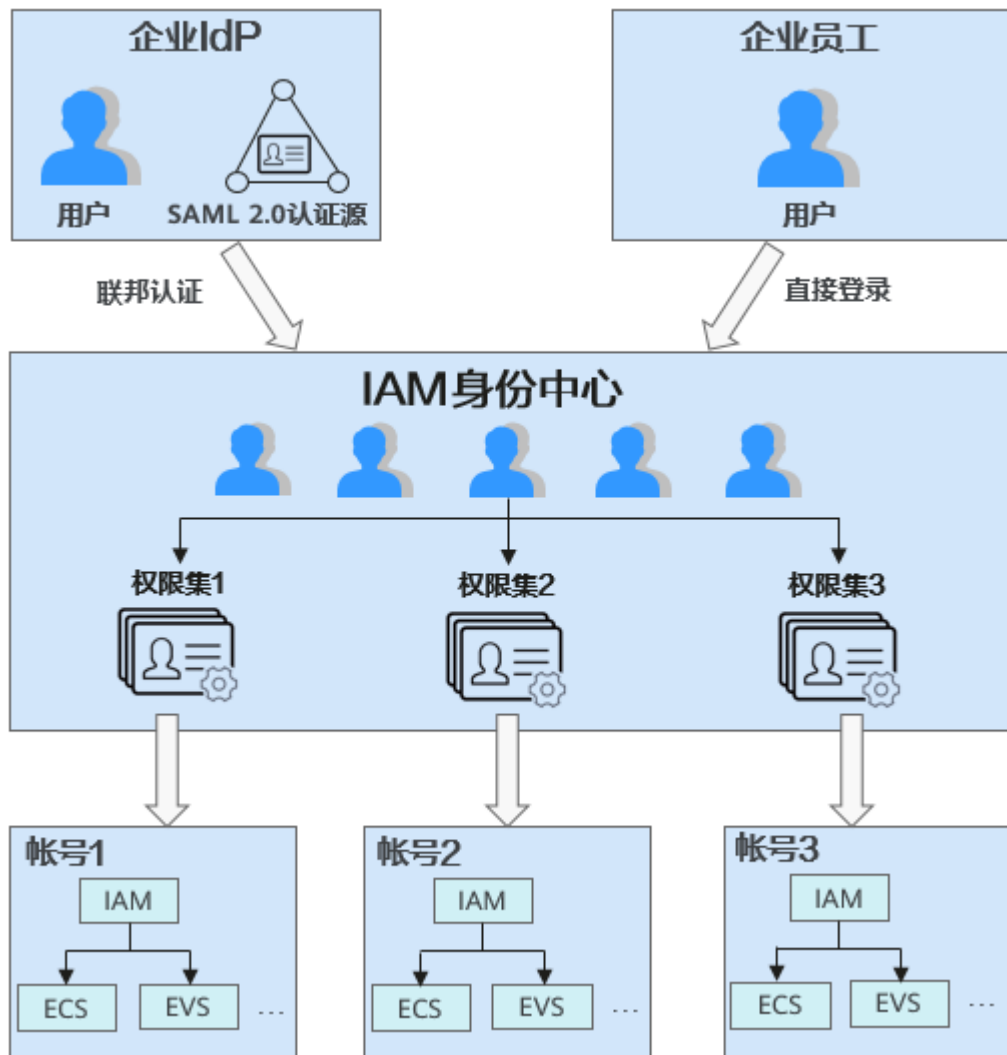 企业IdP
企业员工
用户
SAML 2.0认证源
用户
联邦认证
直接登录
IAM身份中心
权限集1
权限集2
权限集3
帐号1
帐号2
帐号3
IAM
IAM
IAM
ECS
EVS
...
ECS
EVS
...
ECS
EVS
...